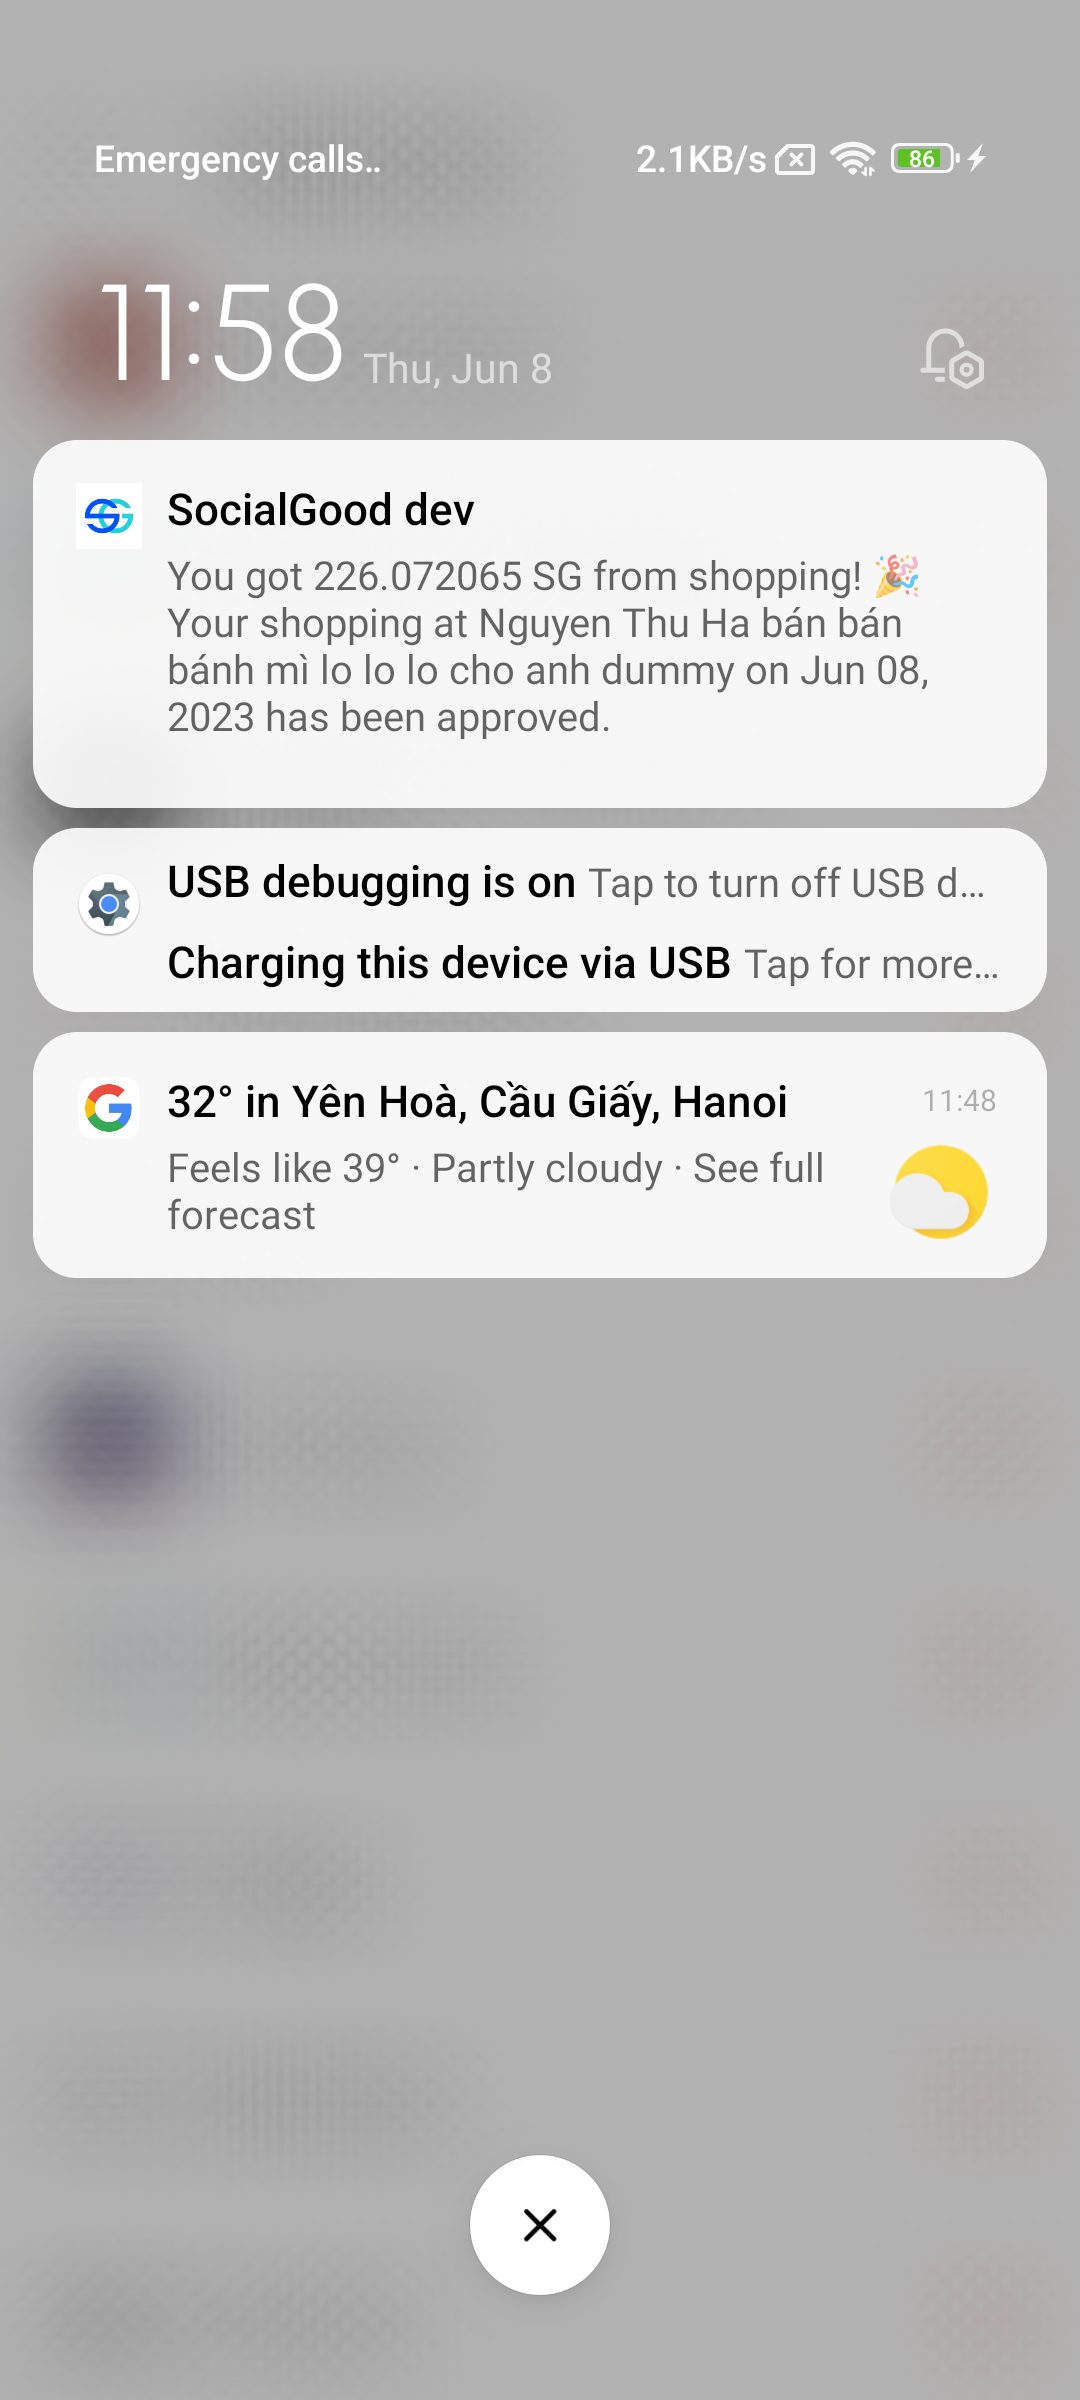 Emergency calls..
2.1KB/s
86
11:58 Thu, Jun 8
SocialGood dev
You got 226.072065 SG from shopping! 🎉
Your shopping at Nguyen Thu Ha bán bán
bánh mì lo lo lo cho anh dummy on Jun 08,
2023 has been approved.
USB debugging is on Tap to turn off USB d...
Charging this device via USB Tap for more...
32° in Yên Hoà, Cầu Giấy, Hanoi
11:48
Feels like 39° · Partly cloudy · See full
forecast